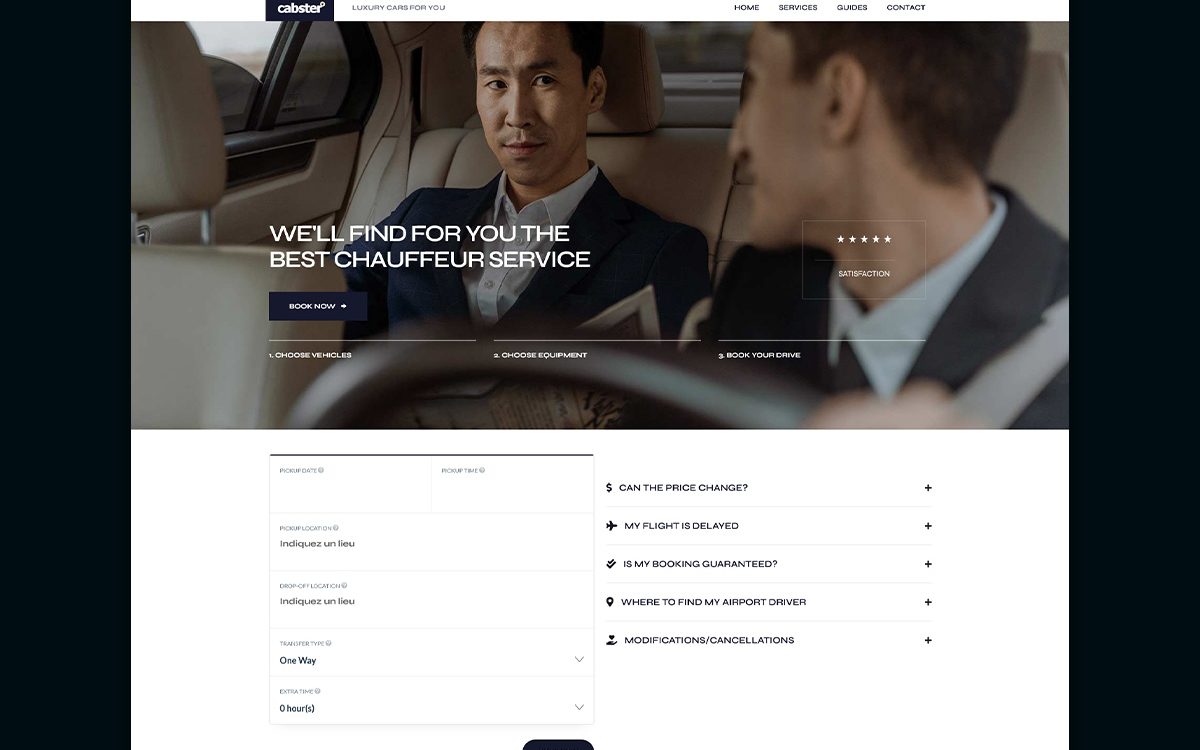 cabster
LUXURY CARS FOR YOU
HOME
SERVICES
GUIDES
CONTACT
WE'LL FIND FOR YOU THE
BEST CHAUFFEUR SERVICE
BOOK NOW
SATISFACTION
1. CHOOSE VEHICLES
2. CHOOSE EQUIPMENT
3. BOOK YOUR DRIVE
PICKUP DATE
PICKUP TIME
PICKUP LOCATION
Indiquez un lieu
DROP-OFF LOCATION
Indiquez un lieu
TRANSFER TYPE
One Way
EXTRA TIME
0 hour(s)
CAN THE PRICE CHANGE?
MY FLIGHT IS DELAYED
IS MY BOOKING GUARANTEED?
WHERE TO FIND MY AIRPORT DRIVER
MODIFICATIONS/CANCELLATIONS